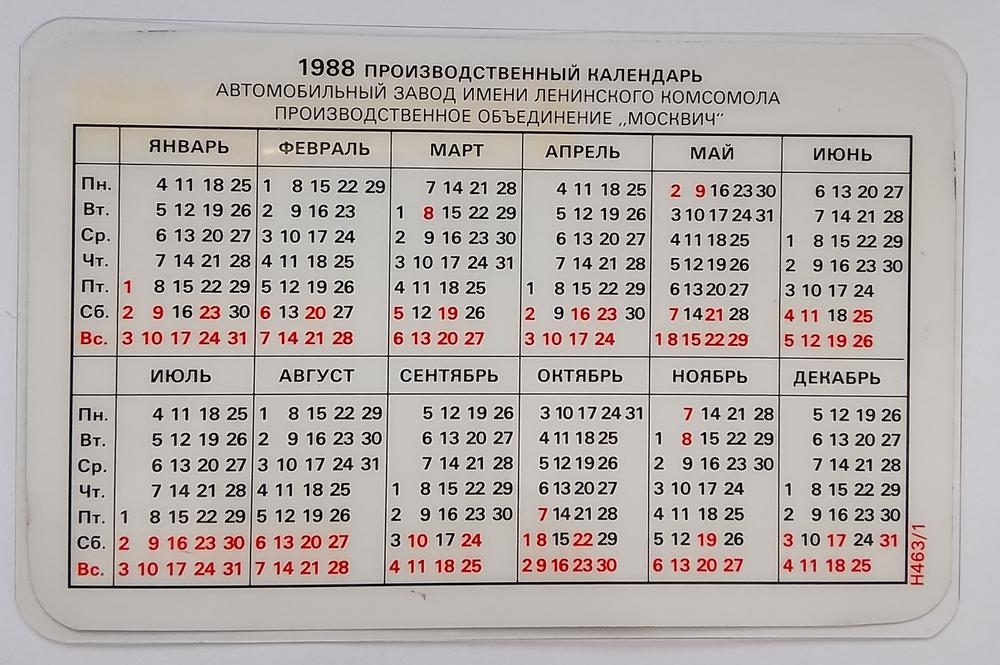 1988 ПРОИЗВОДСТВЕННЫЙ КАЛЕНДАРЬ
АВТОМОБИЛЬНЫЙ ЗАВОД ИМЕНИ ЛЕНИНСКОГО КОМСОМОЛА
ПРОИЗВОДСТВЕННОЕ ОБЪЕДИНЕНИЕ „МОСКВИЧ“
ЯНВАРЬ ФЕВРАЛЬ МАРТ АПРЕЛЬ МАЙ ИЮНЬ
Пн. 4 11 18 25 1 8 15 22 29 7 14 21 28 4 11 18 25 2 9 16 23 30 6 13 20 27
Вт. 5 12 19 26 2 9 16 23 1 8 15 22 29 5 12 19 26 3 10 17 24 31 7 14 21 28
Ср. 6 13 20 27 3 10 17 24 2 9 16 23 30 6 13 20 27 4 11 18 25 1 8 15 22 29
Чт. 7 14 21 28 4 11 18 25 3 10 17 24 31 7 14 21 28 5 12 19 26 2 9 16 23 30
Пт. 1 8 15 22 29 5 12 19 26 4 11 18 25 1 8 15 22 29 6 13 20 27 3 10 17 24
Сб. 2 9 16 23 30 6 13 20 27 5 12 19 26 2 9 16 23 30 7 14 21 28 4 11 18 25
Вс. 3 10 17 24 31 7 14 21 28 6 13 20 27 3 10 17 24 1 8 15 22 29 5 12 19 26
ИЮЛЬ АВГУСТ СЕНТЯБРЬ ОКТЯБРЬ НОЯБРЬ ДЕКАБРЬ
Пн. 4 11 18 25 1 8 15 22 29 5 12 19 26 3 10 17 24 31 7 14 21 28 5 12 19 26
Вт. 5 12 19 26 2 9 16 23 30 6 13 20 27 4 11 18 25 1 8 15 22 29 6 13 20 27
Ср. 6 13 20 27 3 10 17 24 31 7 14 21 28 5 12 19 26 2 9 16 23 30 7 14 21 28
Чт. 7 14 21 28 4 11 18 25 1 8 15 22 29 6 13 20 27 3 10 17 24 1 8 15 22 29
Пт. 1 8 15 22 29 5 12 19 26 2 9 16 23 30 7 14 21 28 4 11 18 25 2 9 16 23 30
Сб. 2 9 16 23 30 6 13 20 27 3 10 17 24 1 8 15 22 29 5 12 19 26 3 10 17 24 31
Вс. 3 10 17 24 31 7 14 21 28 4 11 18 25 2 9 16 23 30 6 13 20 27 4 11 18 25
Н463/1